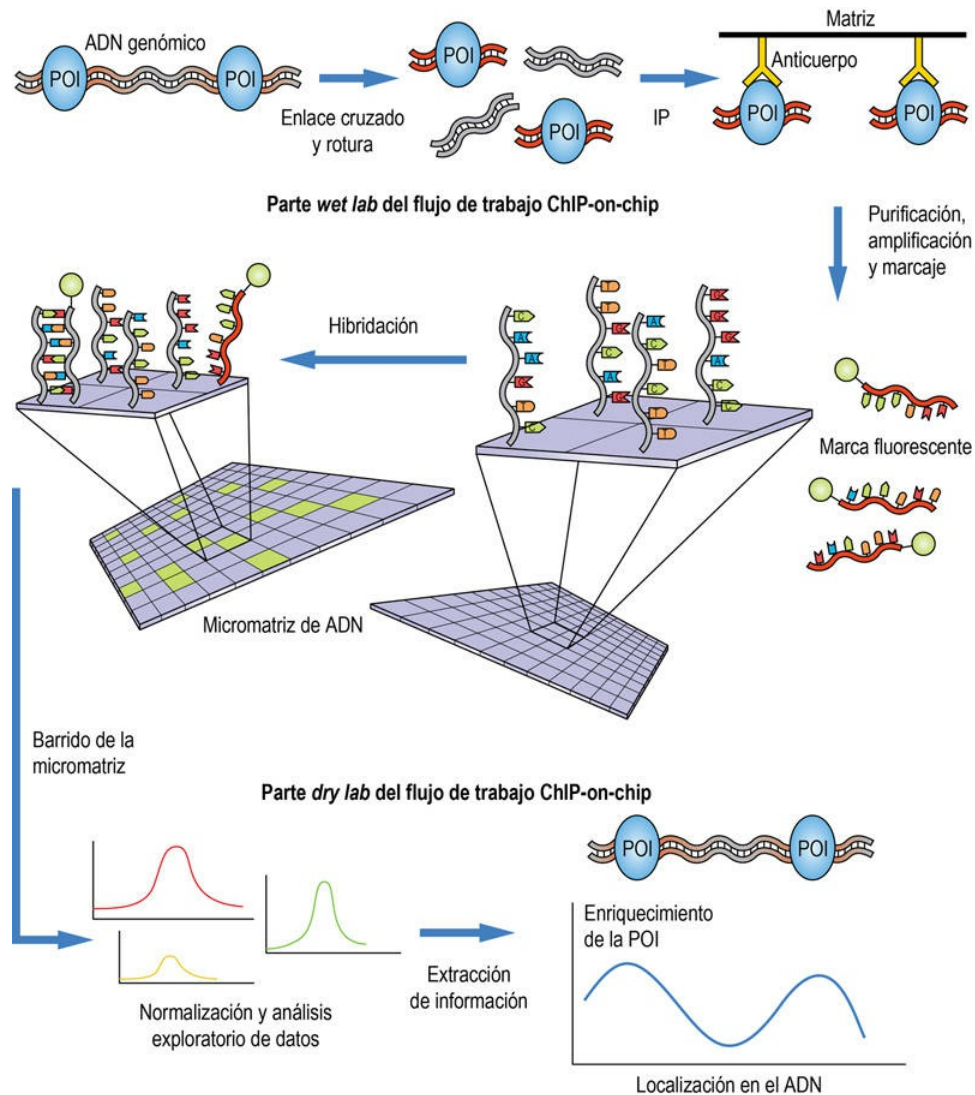 ADN genómico
POI
POI
Enlace cruzado
y rotura
POI
POI
IP
Matriz
Anticuerpo
POI
POI
Parte wet lab del flujo de trabajo ChIP-on-chip
Purificación,
amplificación
y marcaje
Hibridación
C
A
A
G
T
C
T
T
G
C
A
G
A
T
C
C
T
T
G
G
G
A
C
C
Marca fluorescente
Micromatriz de ADN
Barrido de la
micromatriz
Parte dry lab del flujo de trabajo ChIP-on-chip
POI
POI
Enriquecimiento
de la POI
Extracción
de información
Normalización y análisis
exploratorio de datos
Localización en el ADN